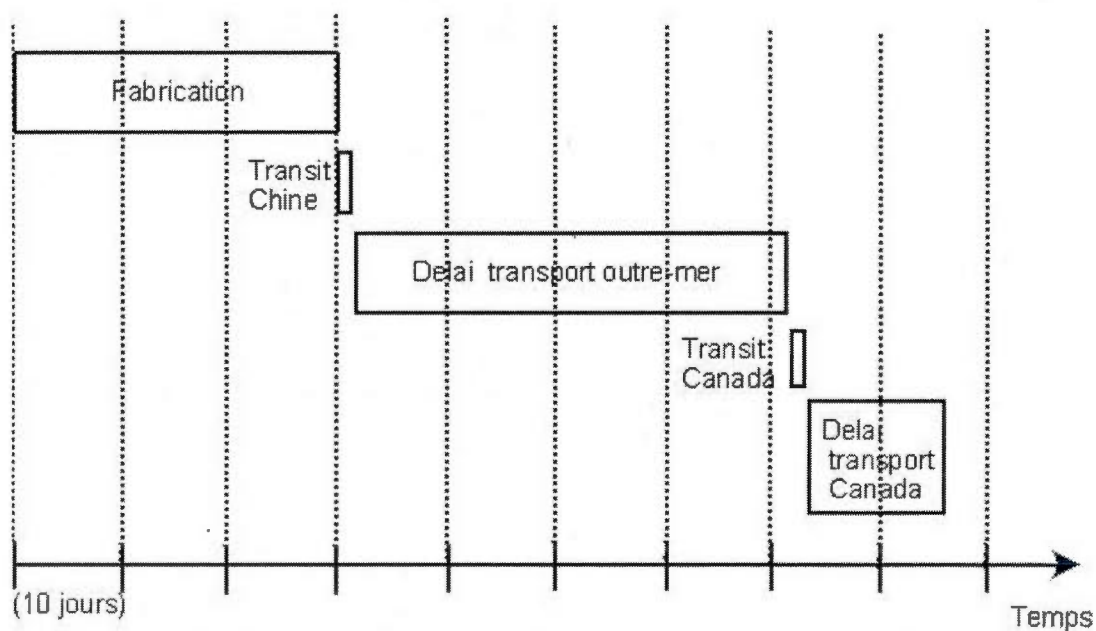 Fabrication
Transit
Chine
Delai transport outre-mer
Transit
Canada
Delai
transport
Canada
(10 jours)
Temps